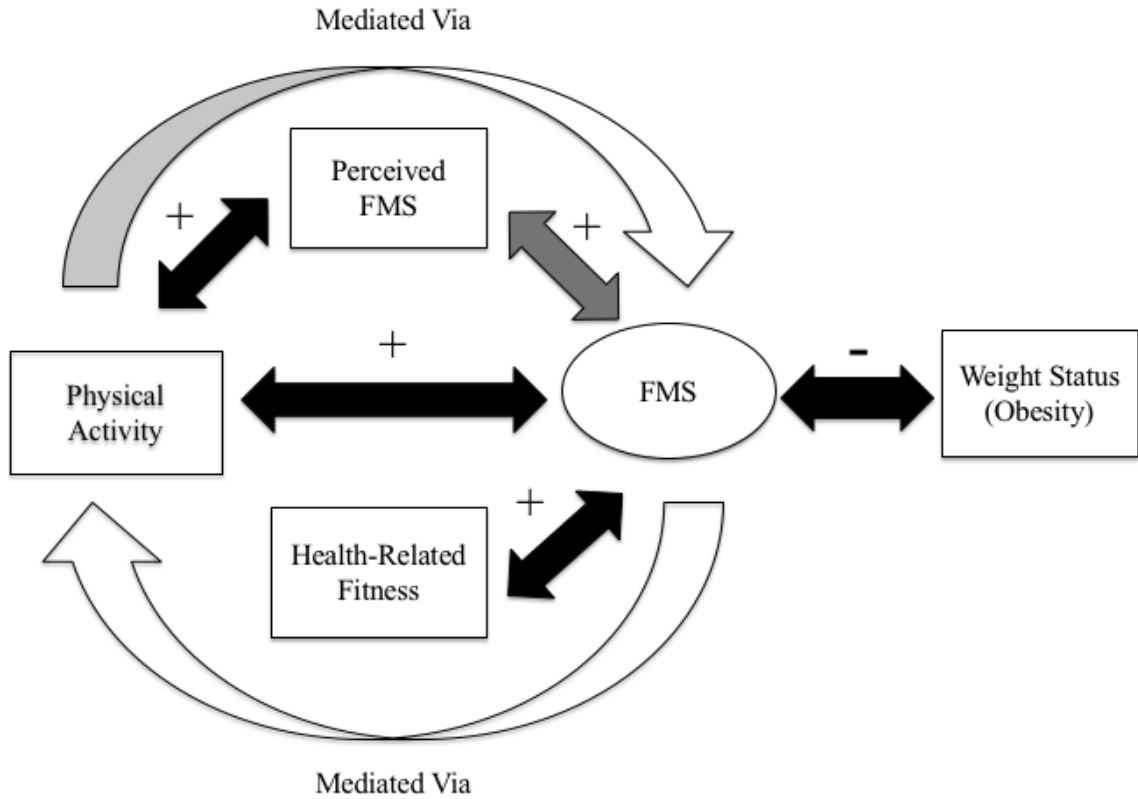 Mediated Via
Perceived
FMS
+
+
+
-
Physical
Activity
FMS
Weight Status
(Obesity)
+
Health-Related
Fitness
Mediated Via